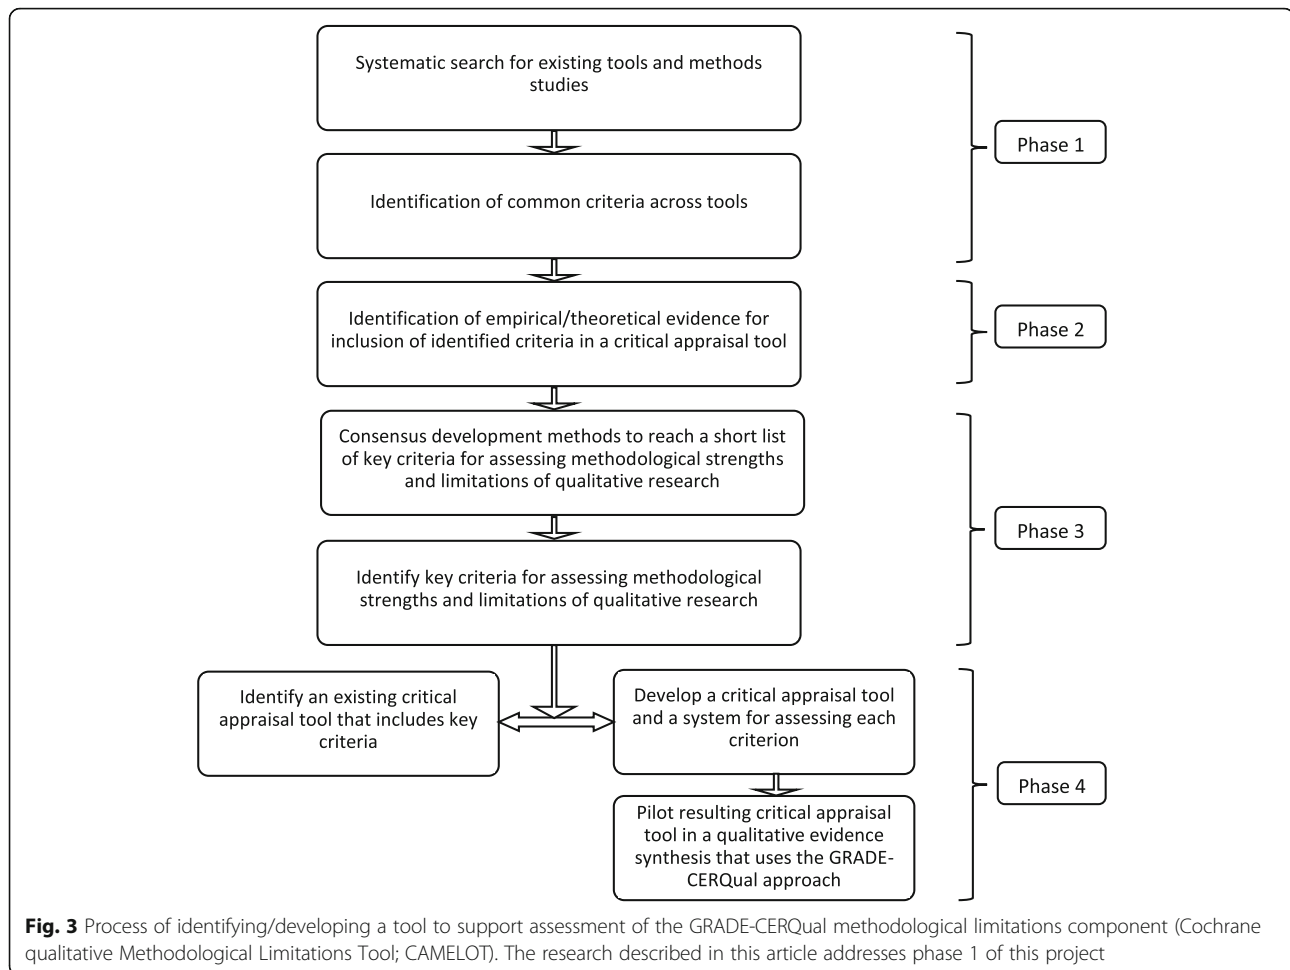 Systematic search for existing tools and methods
studies
Phase 1
Identification of common criteria across tools
Identification of empirical/theoretical evidence for
inclusion of identified criteria in a critical appraisal tool
Phase 2
Consensus development methods to reach a short list
of key criteria for assessing methodological strengths
and limitations of qualitative research
Phase 3
Identify key criteria for assessing methodological
strengths and limitations of qualitative research
Identify an existing critical
appraisal tool that includes key
criteria
Develop a critical appraisal tool
and a system for assessing each
criterion
Phase 4
Pilot resulting critical appraisal
tool in a qualitative evidence
synthesis that uses the GRADE-
CERQual approach
Fig. 3 Process of identifying/developing a tool to support assessment of the GRADE-CERQual methodological limitations component (Cochrane
qualitative Methodological Limitations Tool; CAMELOT). The research described in this article addresses phase 1 of this project